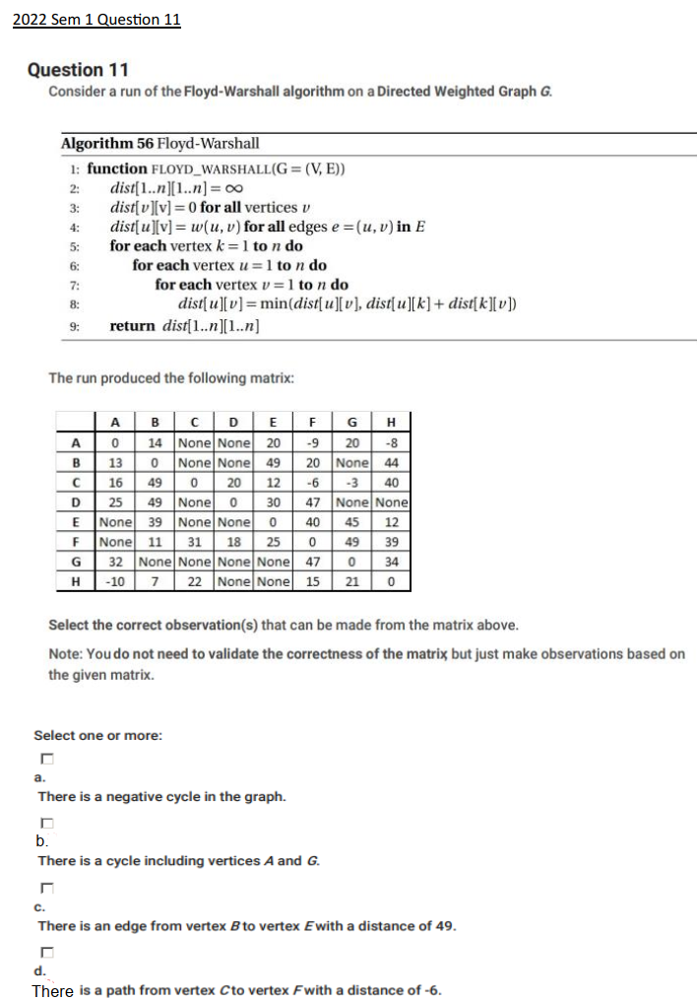 2022 Sem 1 Question 11
Question 11
Consider a run of the Floyd-Warshall algorithm on a Directed Weighted Graph G.
Algorithm 56 Floyd-Warshall
1: function FLOYD_WARSHALL(G = (V, E))
2: dist[1..n][1..n] = ∞
3: dist[v][v] = 0 for all vertices v
4: dist[u][v] = w(u, v) for all edges e = (u, v) in E
5: for each vertex k = 1 to n do
6: for each vertex u = 1 to n do
7: for each vertex v = 1 to n do
8: dist[u][v] = min(dist[u][v], dist[u][k] + dist[k][v])
9: return dist[1..n][1..n]
The run produced the following matrix:
A B C D E F G H
A 0 14 None None 20 -9 20 -8
B 13 0 None None 49 20 None 44
C 16 49 0 20 12 -6 -3 40
D 25 49 None 0 30 47 None None
E None 39 None None 0 40 45 12
F None 11 31 18 25 0 49 39
G 32 None None None None 47 0 34
H -10 7 22 None None 15 21 0
Select the correct observation(s) that can be made from the matrix above.
Note: You do not need to validate the correctness of the matrix but just make observations based on
the given matrix.
Select one or more:
a.
There is a negative cycle in the graph.
b.
There is a cycle including vertices A and G.
c.
There is an edge from vertex B to vertex E with a distance of 49.
d.
There is a path from vertex C to vertex F with a distance of -6.